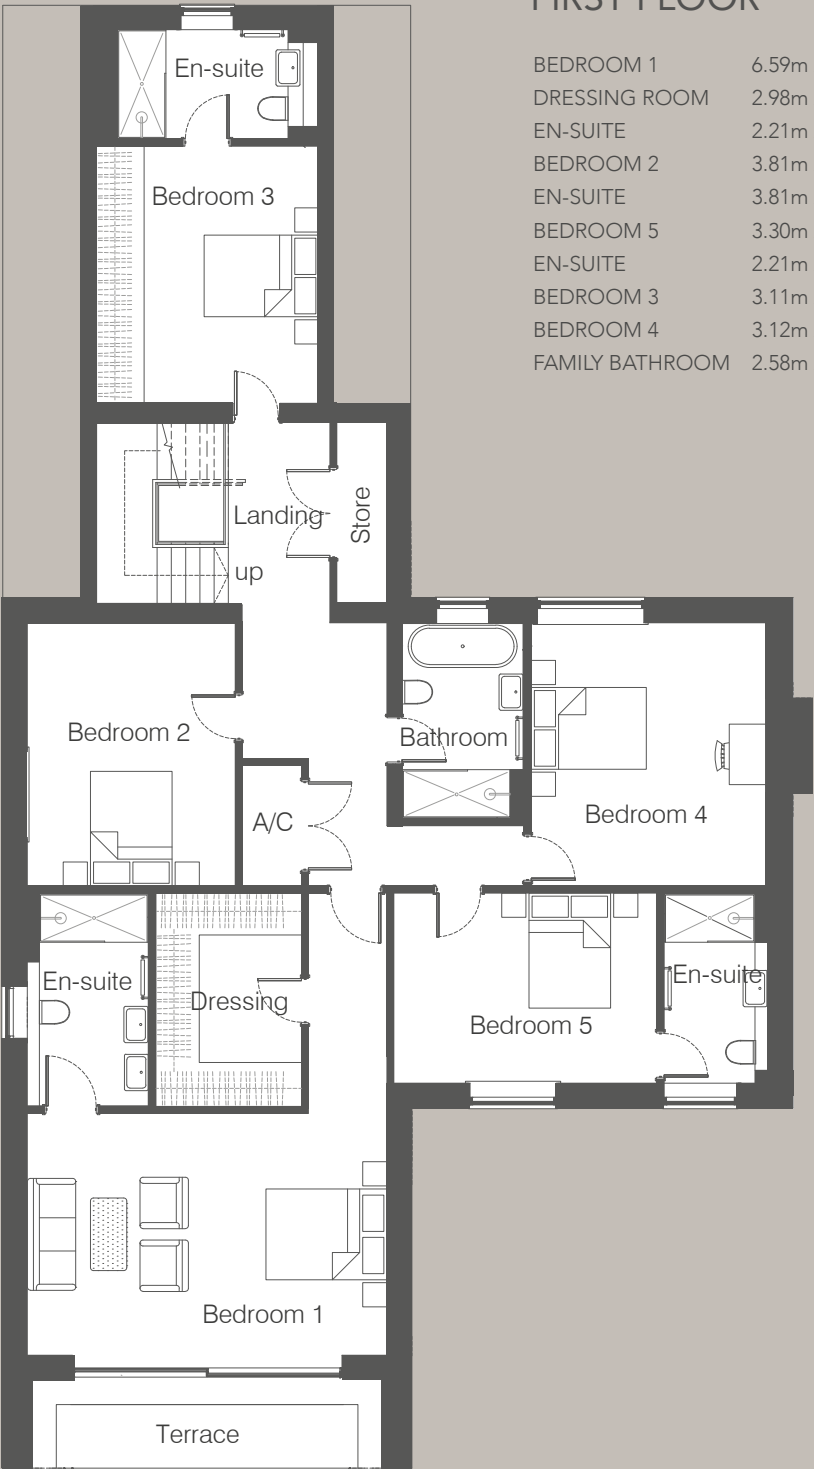 FIRST FLOOR
BEDROOM 1 6.59m
DRESSING ROOM 2.98m
EN-SUITE 2.21m
BEDROOM 2 3.81m
EN-SUITE 3.81m
BEDROOM 5 3.30m
EN-SUITE 2.21m
BEDROOM 3 3.11m
BEDROOM 4 3.12m
FAMILY BATHROOM 2.58m
En-suite
Bedroom 3
Landing
Store
up
Bedroom 2
Bathroom
A/C
Bedroom 4
En-suite
Dressing
Bedroom 5
En-suite
Bedroom 1
Terrace